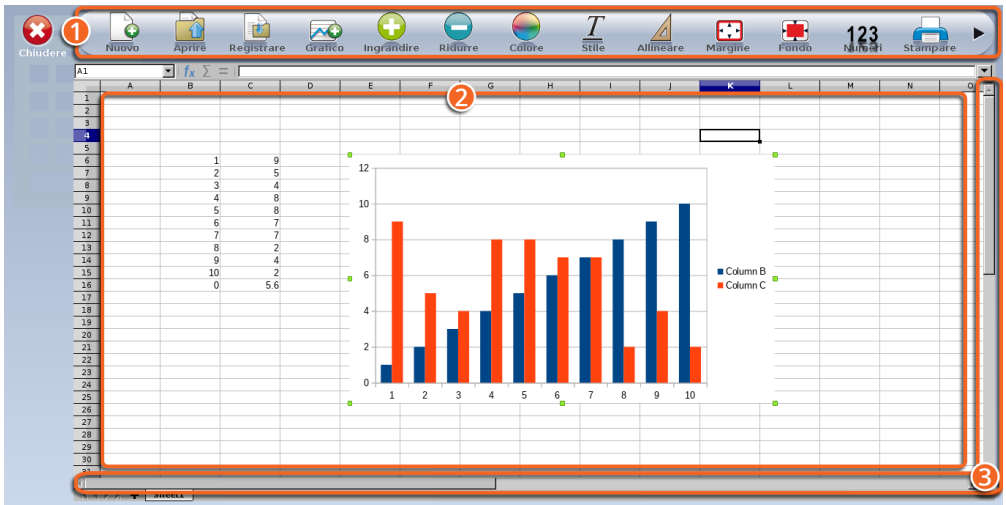 1
Chiudere
Nuovo Aprire Registrare Grafico Ingrandire Ridurre Colore Stile Allineare Margine Fondo Numeri Stampare
T 123
A1 fx Σ =
A B C D E F G H I J K L M N O
2
1
2
3
4
5
6 1 9
7 2 5
8 3 4
9 4 8
10 5 8
11 6 7
12 7 7
13 8 2
14 9 4
15 10 2
16 0 5.6
17
18
19
20
21
22
23
24
25
26
27
28
29
30
31
12
10
8
6
4
2
0
1 2 3 4 5 6 7 8 9 10
Column B
Column C
3
Sheet1